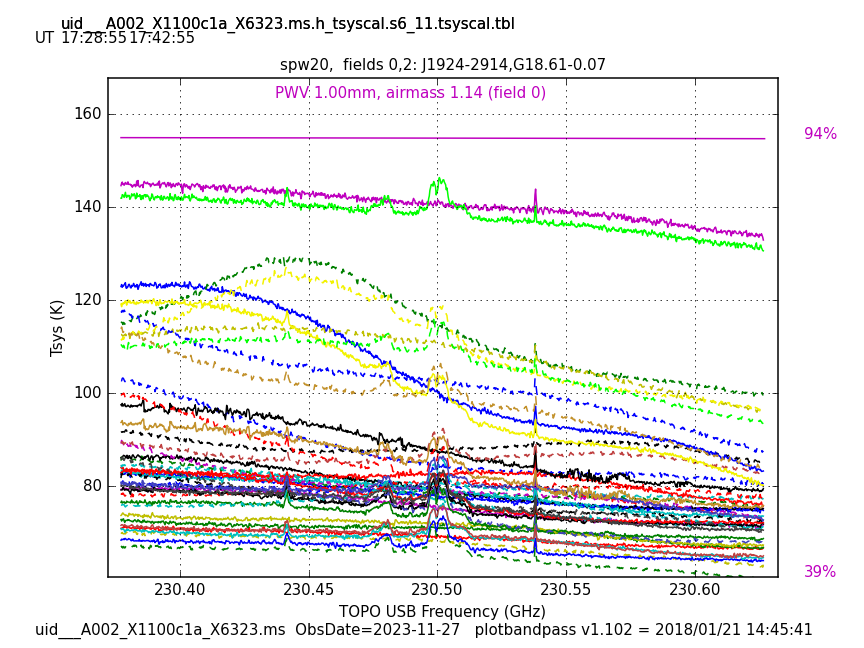 uid___A002_X1100c1a_X6323.ms.h_tsyscal.s6_11.tsyscal.tbl
UT 17:28:55 17:42:55
spw20, fields 0,2: J1924-2914,G18.61-0.07
PWV 1.00mm, airmass 1.14 (field 0)
160
94%
140
120
Tsys (K)
100
80
39%
230.40 230.45 230.50 230.55 230.60
TOPO USB Frequency (GHz)
uid___A002_X1100c1a_X6323.ms ObsDate=2023-11-27 plotbandpass v1.102 = 2018/01/21 14:45:41